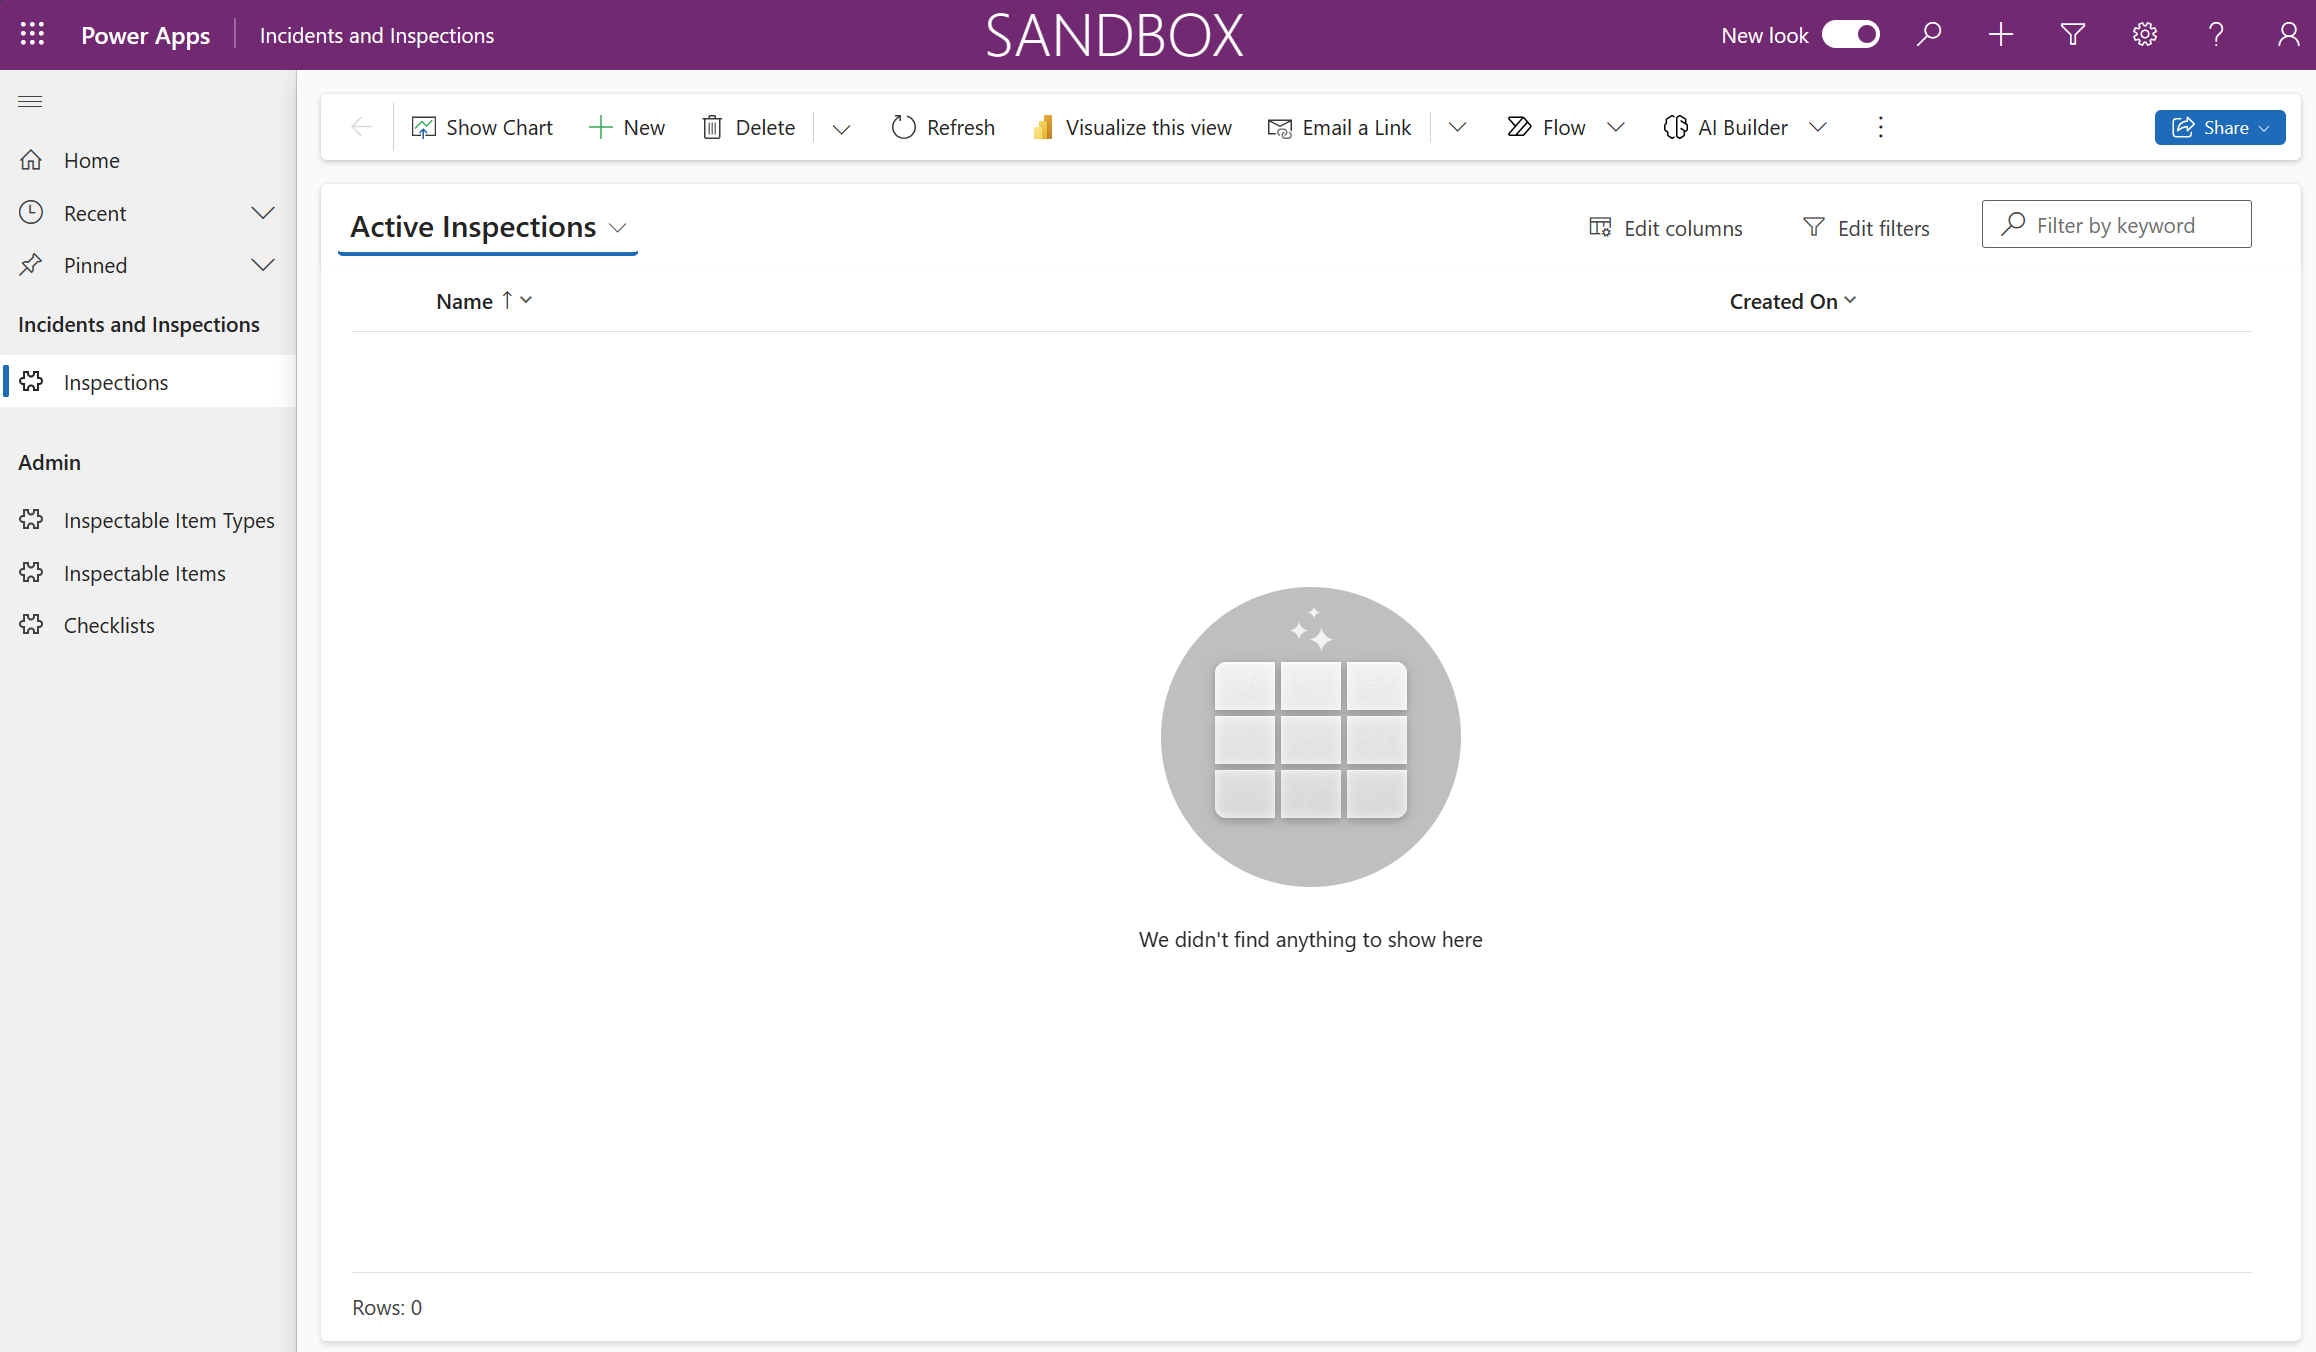 Power Apps
Incidents and Inspections
SANDBOX
New look
Home
Recent
Pinned
Incidents and Inspections
Inspections
Admin
Inspectable Item Types
Inspectable Items
Checklists
Show Chart
New
Delete
Refresh
Visualize this view
Email a Link
Flow
AI Builder
Share
Active Inspections
Edit columns
Edit filters
Filter by keyword
Name
Created On
We didn't find anything to show here
Rows: 0